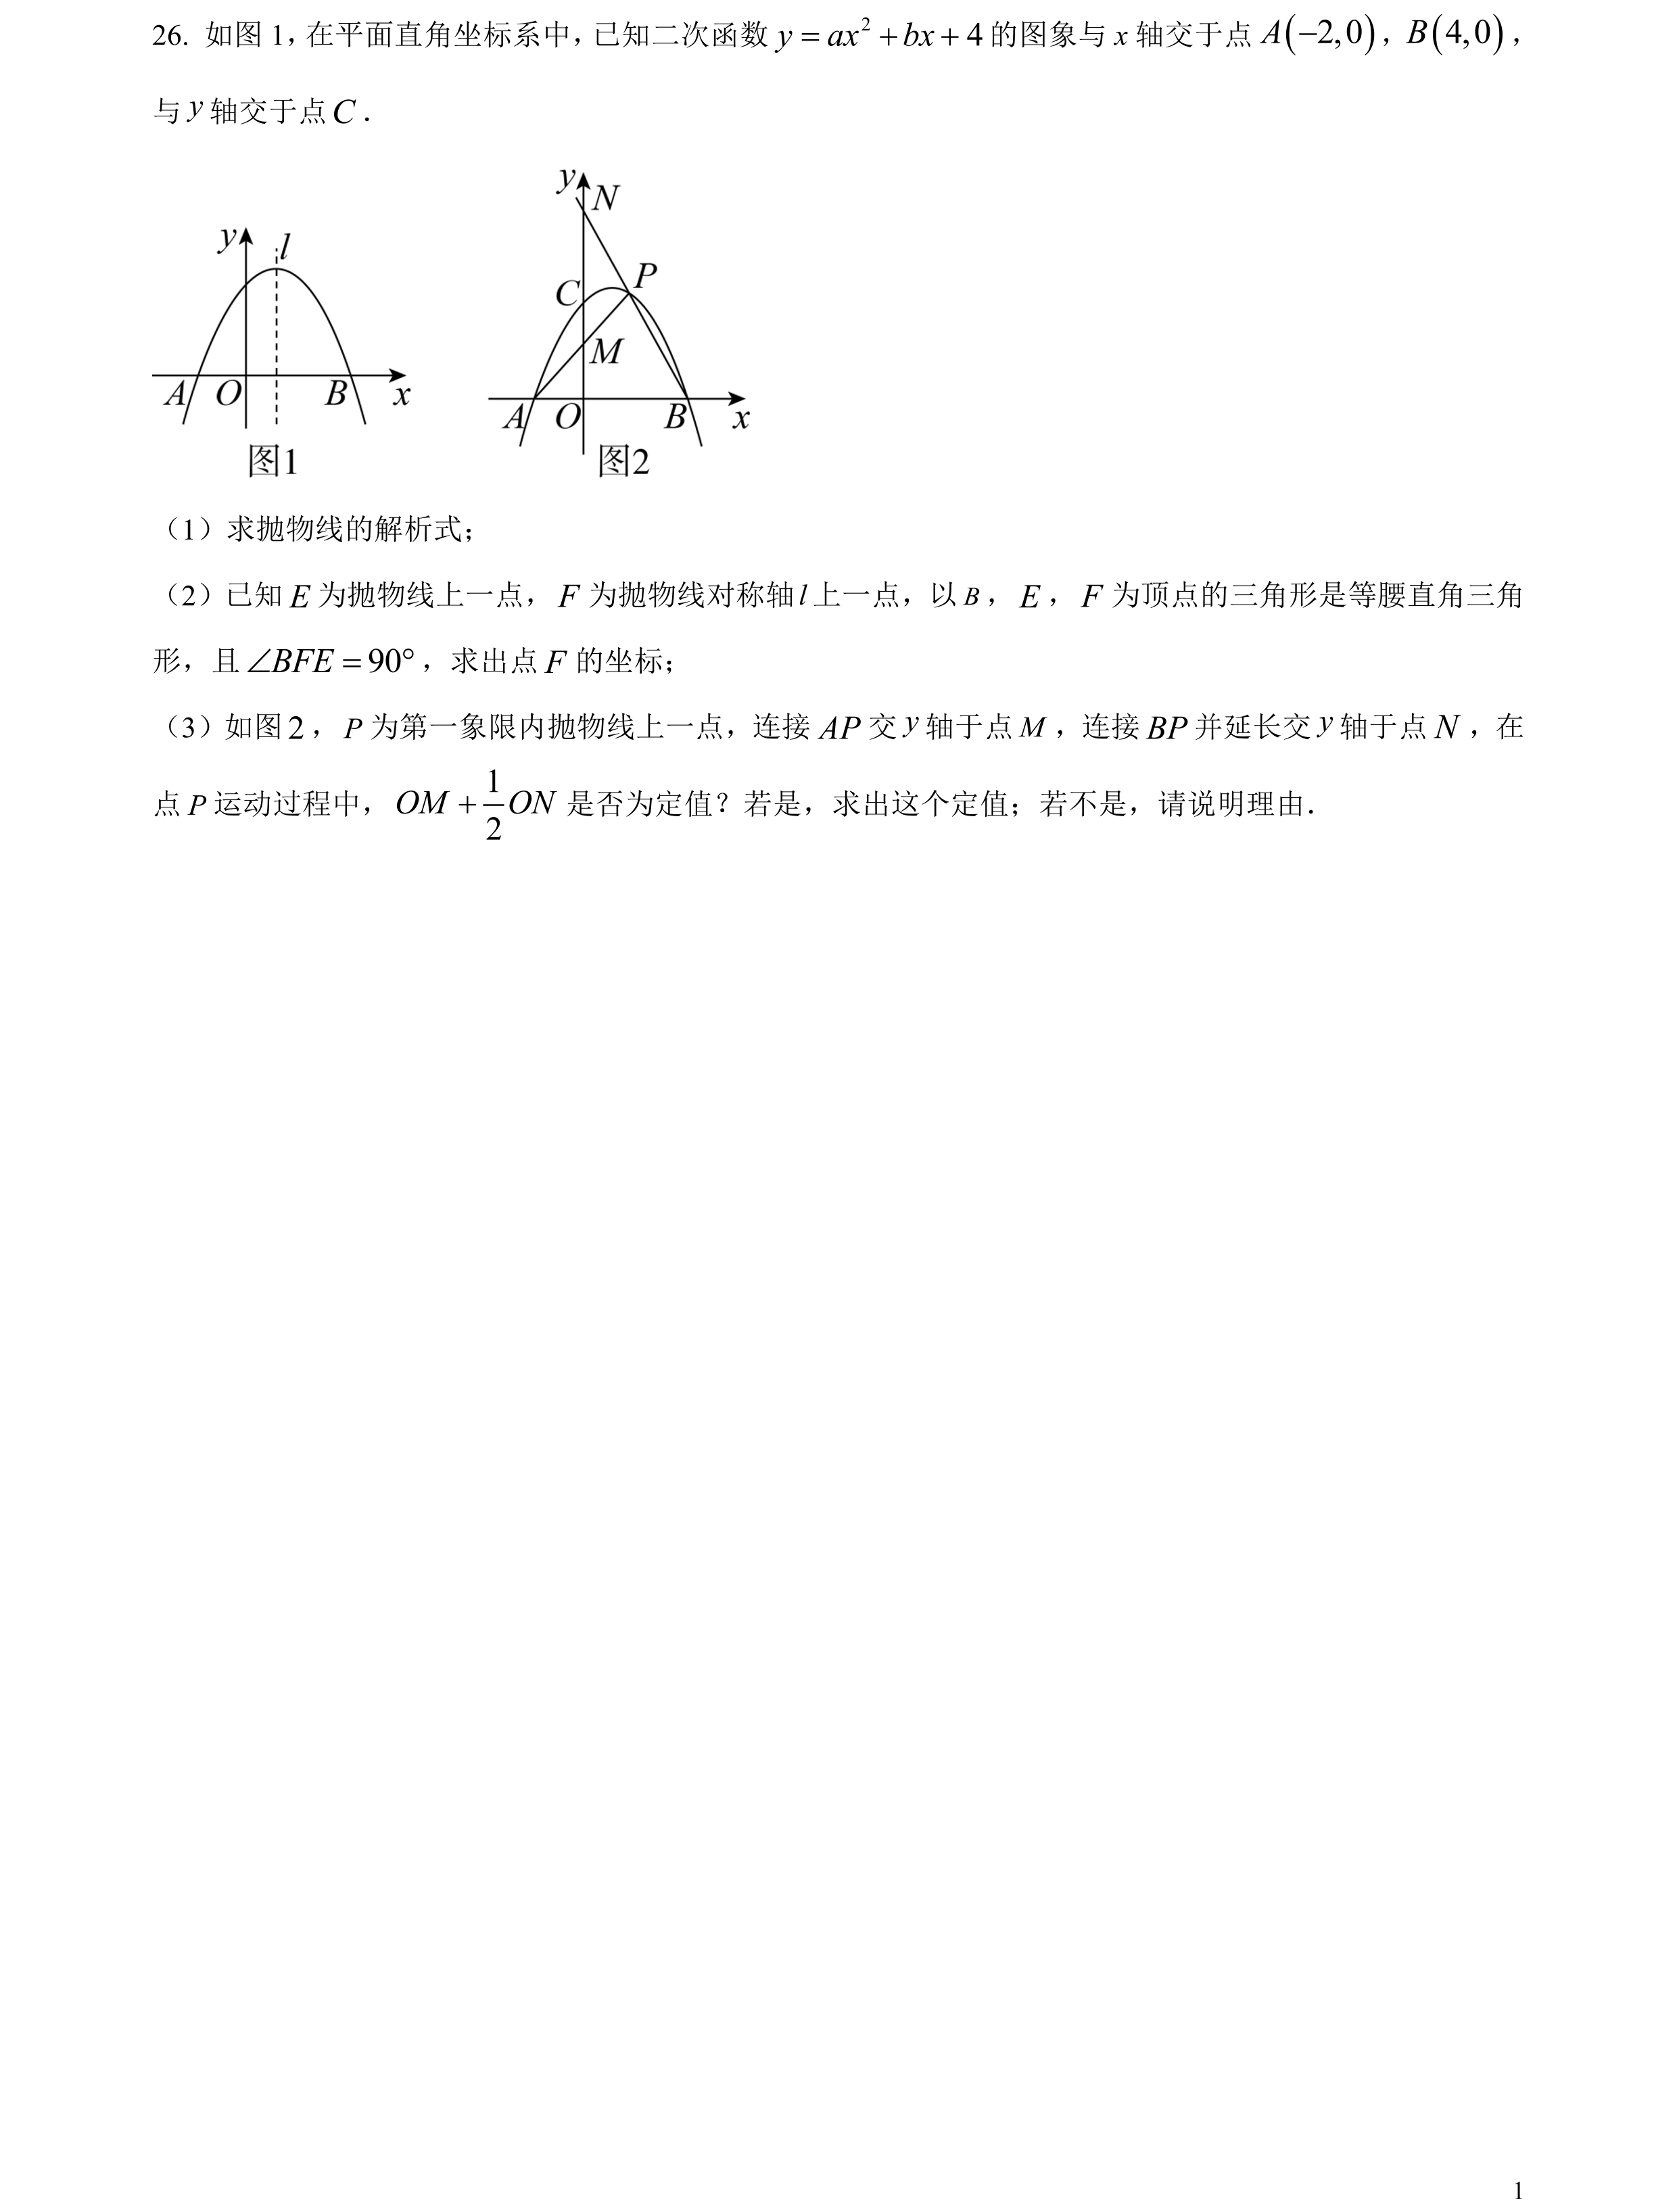 26. 如图 1，在平面直角坐标系中，已知二次函数 y = ax² + bx + 4 的图象与 x 轴交于点 A(−2,0)，B(4,0)，
与 y 轴交于点 C．
y
l
A
O
B
x
图1
y
N
C
P
M
A
O
B
x
图2
（1）求抛物线的解析式；
（2）已知 E 为抛物线上一点，F 为抛物线对称轴 l 上一点，以 B，E，F 为顶点的三角形是等腰直角三角
形，且 ∠BFE = 90°，求出点 F 的坐标；
（3）如图 2，P 为第一象限内抛物线上一点，连接 AP 交 y 轴于点 M，连接 BP 并延长交 y 轴于点 N，在
点 P 运动过程中，OM + 1/2 ON 是否为定值？若是，求出这个定值；若不是，请说明理由．
1